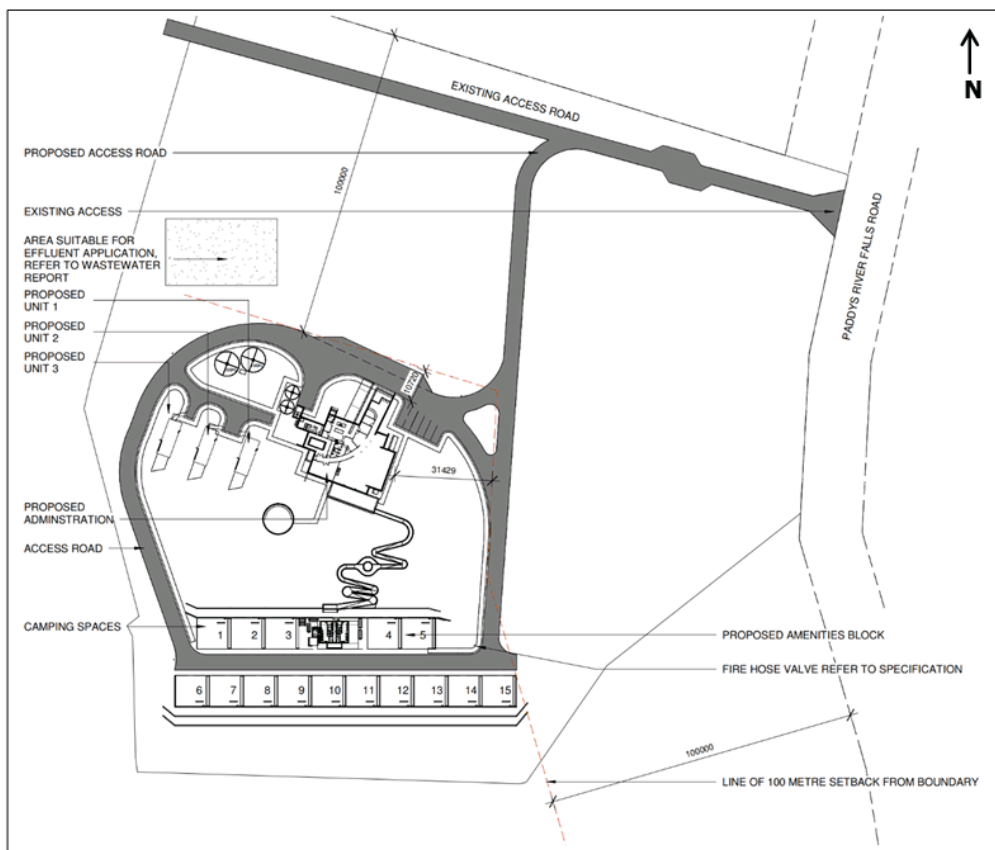 N
EXISTING ACCESS ROAD
PROPOSED ACCESS ROAD
100000
EXISTING ACCESS
PADDYS RIVER FALLS ROAD
AREA SUITABLE FOR
EFFLUENT APPLICATION,
REFER TO WASTEWATER
REPORT
PROPOSED
UNIT 1
PROPOSED
UNIT 2
PROPOSED
UNIT 3
10720
31429
PROPOSED
ADMINSTRATION
ACCESS ROAD
CAMPING SPACES
1 2 3 4 5
PROPOSED AMENITIES BLOCK
FIRE HOSE VALVE REFER TO SPECIFICATION
6 7 8 9 10 11 12 13 14 15
100000
LINE OF 100 METRE SETBACK FROM BOUNDARY